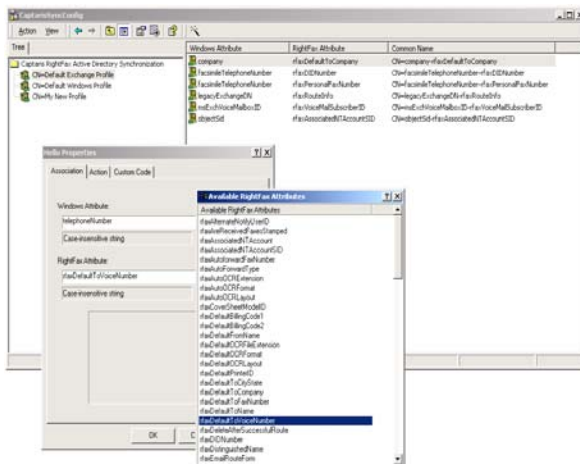 CaptarisItemConfig
Action View
Tree
Captaris RightFax Active Directory Synchronization
CN=Default Exchange Profile
CN=Default Windows Profile
CN=My New Profile
Windows Attribute RightFax Attribute Common Name
company rfaxDefaultToCompany CN=company-rfaxDefaultToCompany
facsimileTelephoneNumber rfaxDIDNumber CN=facsimileTelephoneNumber-rfaxDIDNumber
facsimileTelephoneNumber rfaxPersonalFaxNumber CN=facsimileTelephoneNumber-rfaxPersonalFaxNumber
legacyExchangeDN rfaxRouteInfo CN=legacyExchangeDN-rfaxRouteInfo
msExchVoiceMailboxID rfaxVoiceMailSubscriberID CN=msExchVoiceMailboxID-rfaxVoiceMailSubscriberID
objectSid rfaxAssociatedNTAccountSID CN=objectSid-rfaxAssociatedNTAccountSID
Hello Properties
Association Action Custom Code
Windows Attribute:
telephoneNumber
Case-insensitive string
RightFax Attribute:
rfaxDefaultToVoiceNumber
Case-insensitive string
OK
Available RightFax Attributes
Available RightFax Attributes
rfaxAlternateNotifyUserID
rfaxAreReceivedFaxesStamped
rfaxAssociatedNTAccount
rfaxAssociatedNTAccountSID
rfaxAutoforwardFaxNumber
rfaxAutoForwardType
rfaxAutoOCRExtension
rfaxAutoOCRFormat
rfaxAutoOCRLayout
rfaxCoverSheetModelID
rfaxDefaultBillingCode1
rfaxDefaultBillingCode2
rfaxDefaultFromName
rfaxDefaultOCRFileExtension
rfaxDefaultOCRFormat
rfaxDefaultOCRLayout
rfaxDefaultPrinterID
rfaxDefaultToCityState
rfaxDefaultToCompany
rfaxDefaultToFaxNumber
rfaxDefaultToName
rfaxDefaultToVoiceNumber
rfaxDeleteAfterSuccessfulRoute
rfaxDIDNumber
rfaxDistinguishedName
rfaxEmailRouteForm